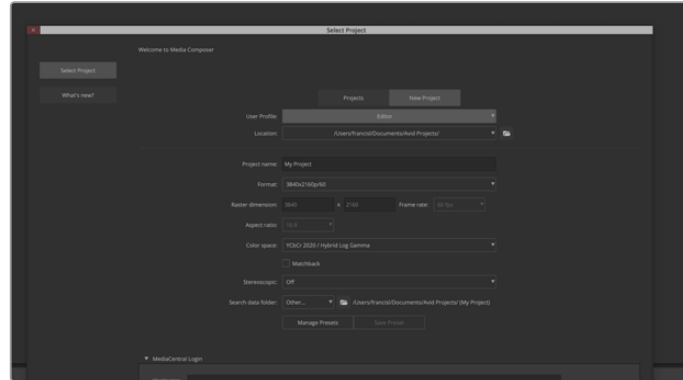 Select Project
Welcome to Media Composer
Select Project
What's new?
Projects New Project
User Profile: Editor
Location: /Users/francisl/Documents/Avid Projects/
Project name: My Project
Format: 3840x2160p/60
Raster dimension: 3840 x 2160 Frame rate: 60 fps
Aspect ratio: 16:9
Color space: YCbCr 2020 / Hybrid Log Gamma
Matchback
Stereoscopic: Off
Search data folder: Other... /Users/francisl/Documents/Avid Projects/ (My Project)
Manage Presets Save Preset
MediaCentral Login